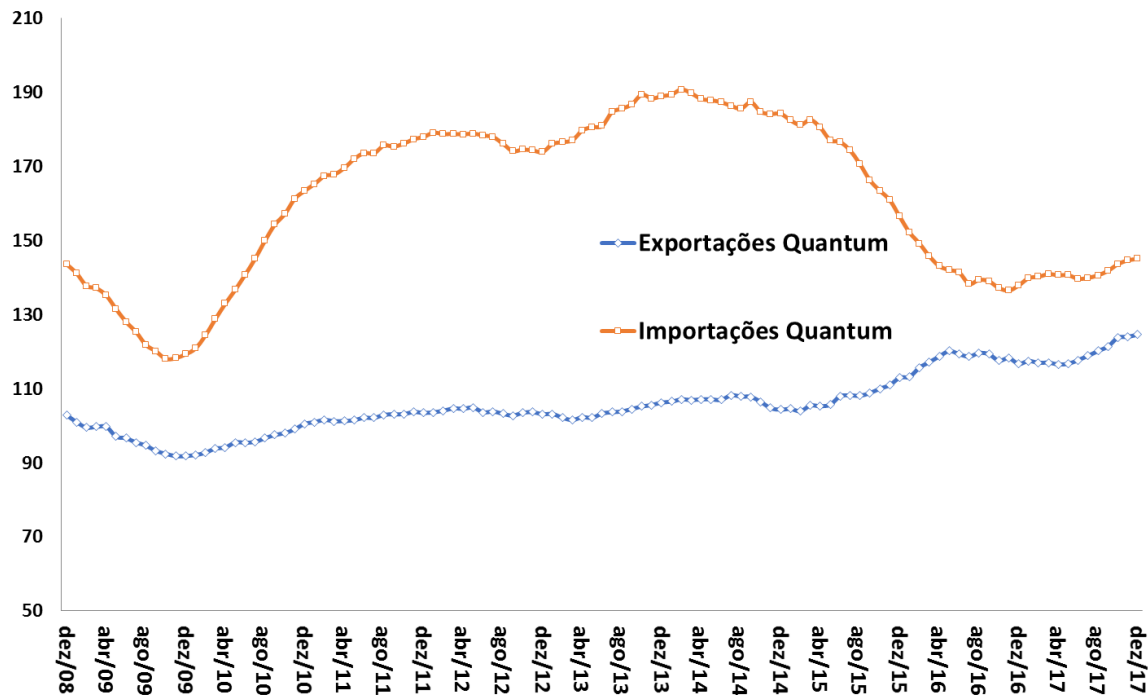 210
190
170
150
130
110
90
70
50
Exportações Quantum
Importações Quantum
dez/08
abr/09
ago/09
dez/09
abr/10
ago/10
dez/10
abr/11
ago/11
dez/11
abr/12
ago/12
dez/12
abr/13
ago/13
dez/13
abr/14
ago/14
dez/14
abr/15
ago/15
dez/15
abr/16
ago/16
dez/16
abr/17
ago/17
dez/17